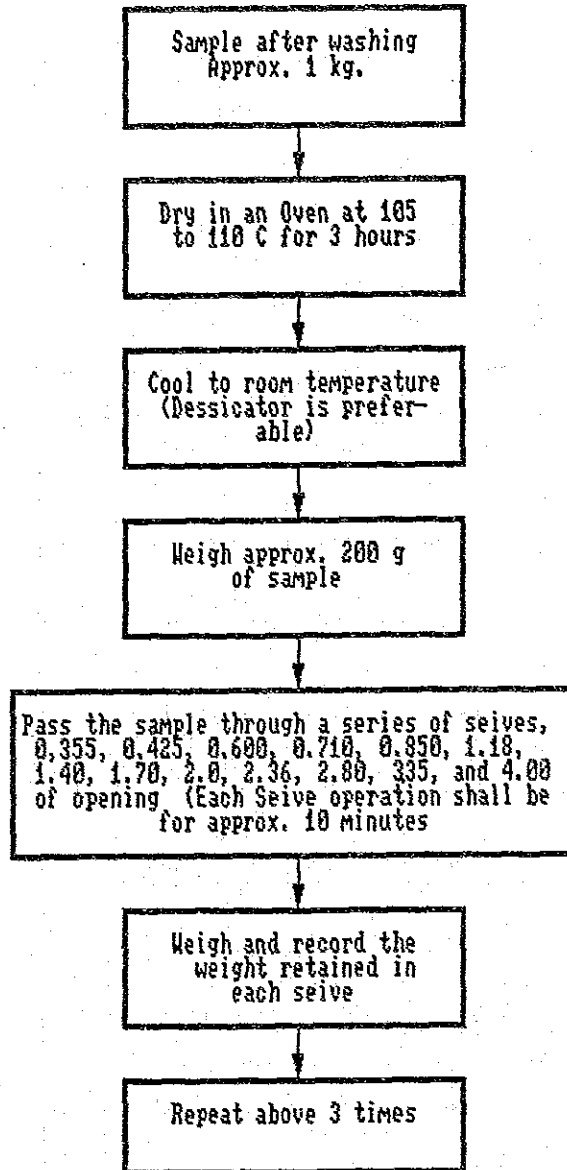 Sample after washing
Approx. 1 kg.
Dry in an Oven at 105
to 110 C for 3 hours
Cool to room temperature
(Dessicator is prefer-
able)
Weigh approx. 200 g
of sample
Pass the sample through a series of seives,
0,355, 0.425, 0.600, 0.710, 0.850, 1.18,
1.40, 1.70, 2.0, 2.36, 2.80, 335, and 4.00
of opening (Each Seive operation shall be
for approx. 10 minutes
Weigh and record the
weight retained in
each seive
Repeat above 3 times